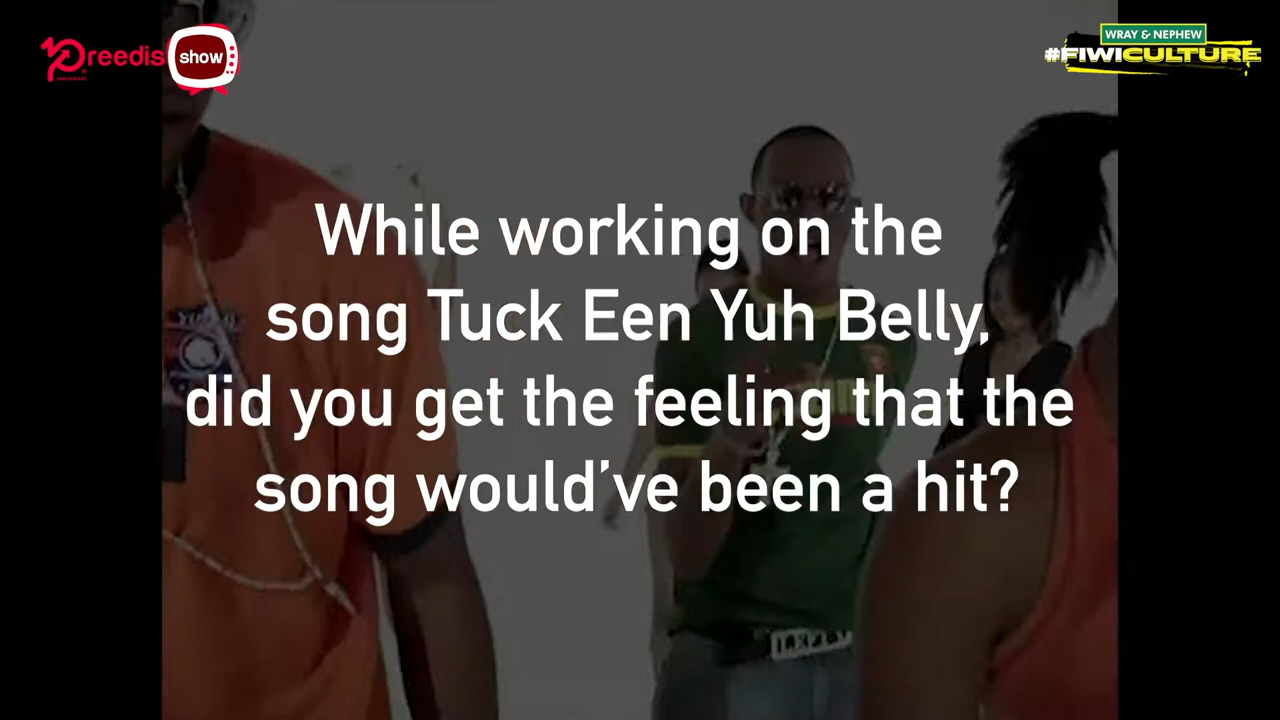 Preedis
show
WRAY & NEPHEW
#FIWICULTURE
While working on the
song Tuck Een Yuh Belly,
did you get the feeling that the
song would've been a hit?